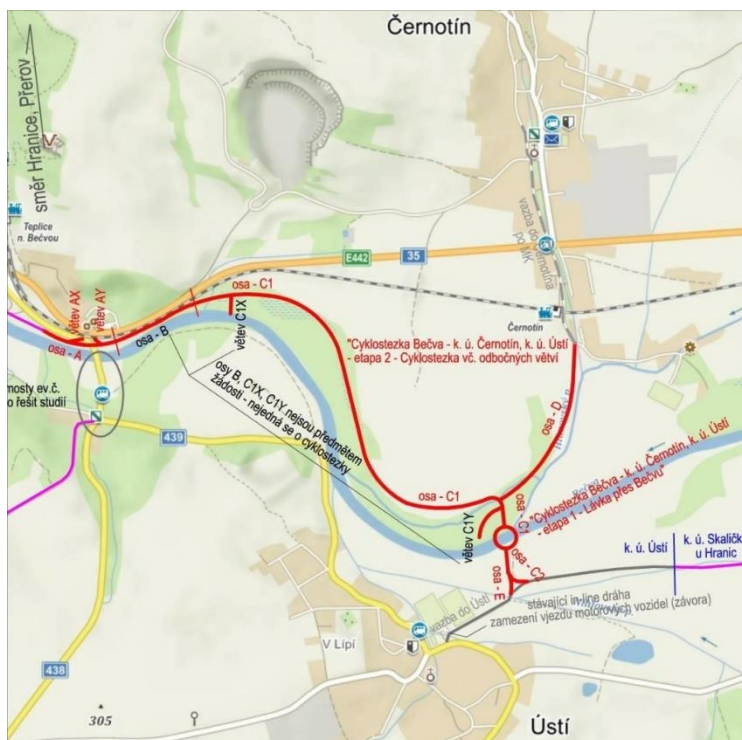 Černotín
směr Hranice, Přerov
Teplice
n. Bečvou
vazba do Černotína
po MK
E442
35
osa - C1
větev AX
větev AY
osa - A
osa - B
větev C1X
Černotín
"Cyklostezka Bečva - k. ú. Černotín, k. ú. Ústí
- etapa 2 - Cyklostezka vč. odbočných větví
osy B, C1X, C1Y nejsou předmětem
žádosti - nejedná se o cyklostezky
mosty ev.č.
o řešit studií
439
osa - D
osa - C1
osa - C1
"Cyklostezka Bečva - k. ú. Černotín, k. ú. Ústí
- etapa 1 - Lávka přes Bečvu"
větev C1Y
osa - C2
osa - E
k. ú. Ústí
k. ú. Skaličk
u Hranic
stávající in-line dráha
zamezení vjezdu motorových vozidel (závora)
vazba do Ústí
V Lípí
438
305
Ústí